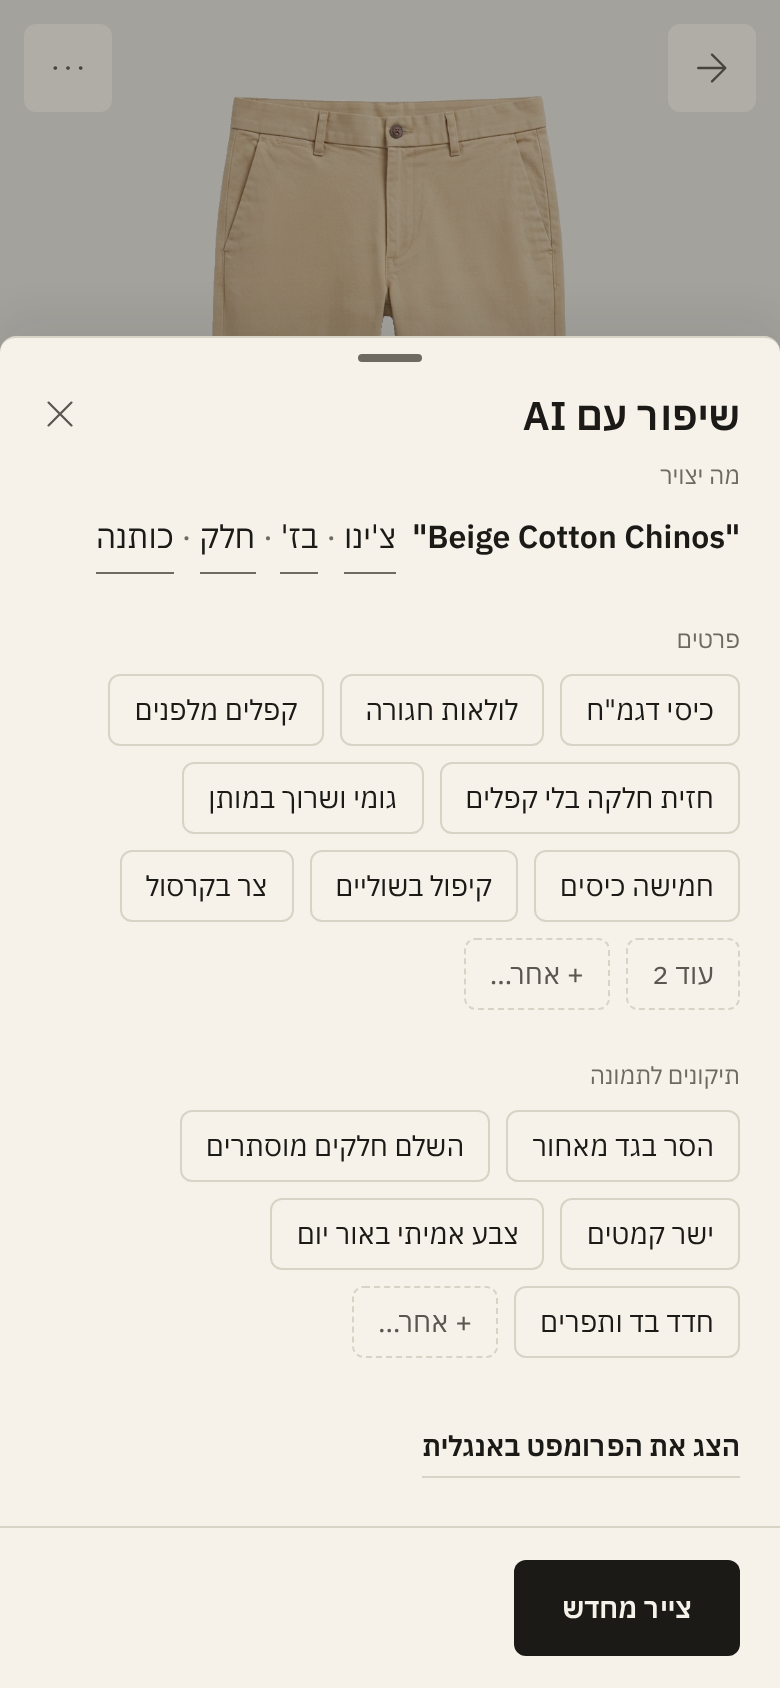 שיפור עם AI
מה יצויר
"Beige Cotton Chinos" צ'ינו · בז' · חלק · כותנה
פרטים
כיסי דגמ"ח לולאות חגורה קפלים מלפנים
חזית חלקה בלי קפלים גומי ושרוך במותן
חמישה כיסים קיפול בשוליים צר בקרסול
עוד 2 + אחר...
תיקונים לתמונה
הסר בגד מאחור השלם חלקים מוסתרים
ישר קמטים צבע אמיתי באור יום
חדד בד ותפרים + אחר...
הצג את הפרומפט באנגלית
צייר מחדש